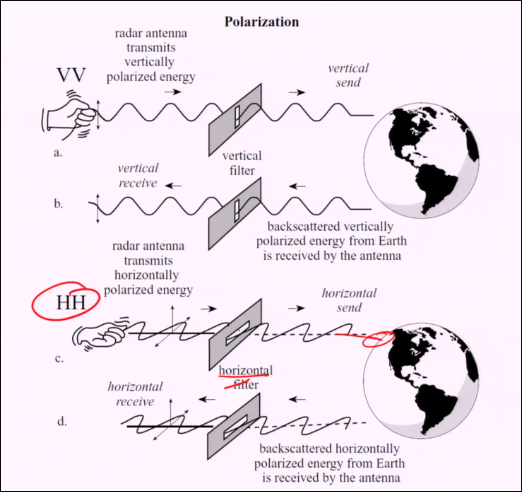 Polarization
radar antenna
transmits
vertically
polarized energy
VV
vertical
send
a.
vertical
filter
vertical
receive
b.
backscattered vertically
polarized energy from Earth
is received by the antenna
radar antenna
transmits
horizontally
polarized energy
HH
horizontal
send
c.
horizontal
filter
horizontal
receive
d.
backscattered horizontally
polarized energy from Earth
is received by the antenna